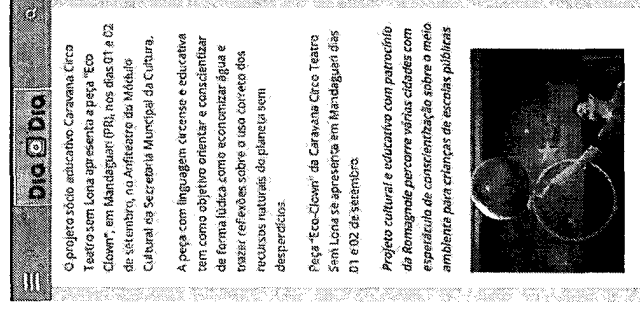 Dia Dia
O projeto sócio educativo Caravana Circo
Teatro sem Lona apresenta a peça "Eco
Clown", em Mandaguari (PR), nos dias 01 e 02
de setembro, no Anfiteatro do Módulo
Cultural da Secretaria Municipal da Cultura.
A peça com linguagem circense e educativa
tem como objetivo orientar e conscientizar
de forma lúdica como economizar água e
trazer reflexões sobre o uso correto dos
recursos naturais do planeta sem
desperdícios.
Peça "Eco-Clown" da Caravana Circo Teatro
Sem Lona se apresenta em Mandaguari dias
01 e 02 de setembro.
Projeto cultural e educativo com patrocínio
da Romagnole percorre várias cidades com
espetáculo de conscientização sobre o meio
ambiente para crianças de escolas públicas